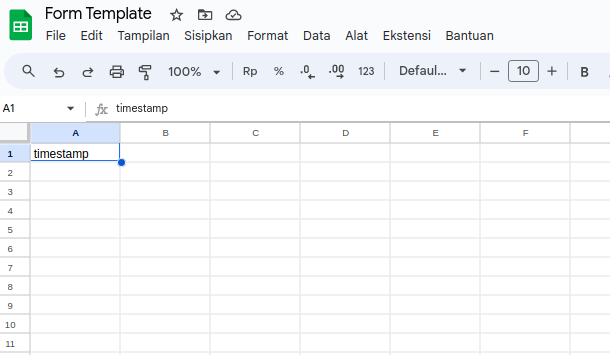 Form Template
File Edit Tampilan Sisipkan Format Data Alat Ekstensi Bantuan
100% Rp % .0 .00 123 Defaul... − 10 + B
A1 fx timestamp
A B C D E F
1 timestamp
2
3
4
5
6
7
8
9
10
11